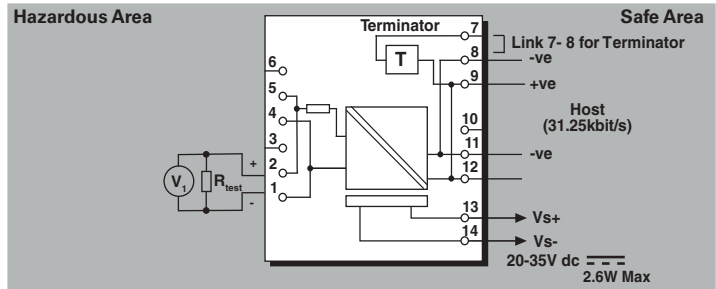 Hazardous Area
Safe Area
Terminator
7
Link 7- 8 for Terminator
T
8
-ve
9
+ve
6
5
4
3
2
1
10
Host
(31.25kbit/s)
11
-ve
12
V1
Rtest
+
-
13
Vs+
14
Vs-
20-35V dc
2.6W Max